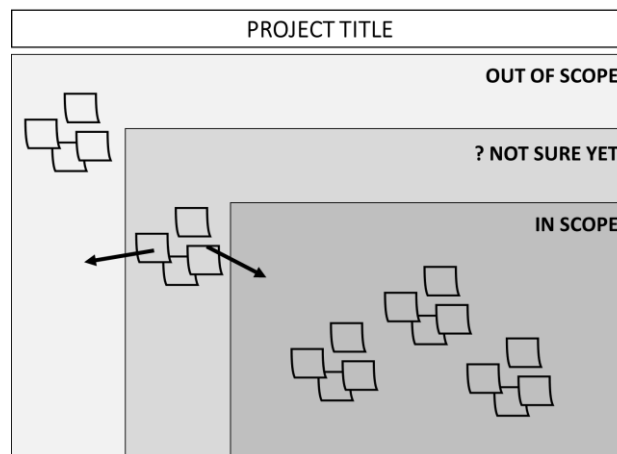 PROJECT TITLE
OUT OF SCOPE
? NOT SURE YET
IN SCOPE